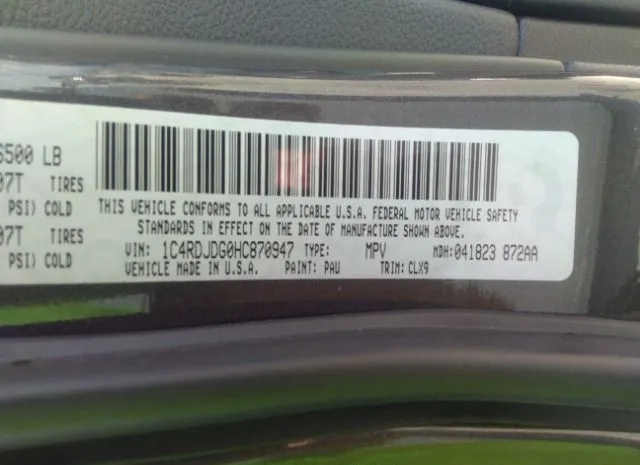 6500 LB
07T TIRES
PSI) COLD
07T TIRES
PSI) COLD
THIS VEHICLE CONFORMS TO ALL APPLICABLE U.S.A. FEDERAL MOTOR VEHICLE SAFETY
STANDARDS IN EFFECT ON THE DATE OF MANUFACTURE SHOWN ABOVE.
VIN: 1C4RDJDG0HC870947 TYPE: MPV MDH:041823 872AA
VEHICLE MADE IN U.S.A. PAINT: PAU TRIM: CLX9